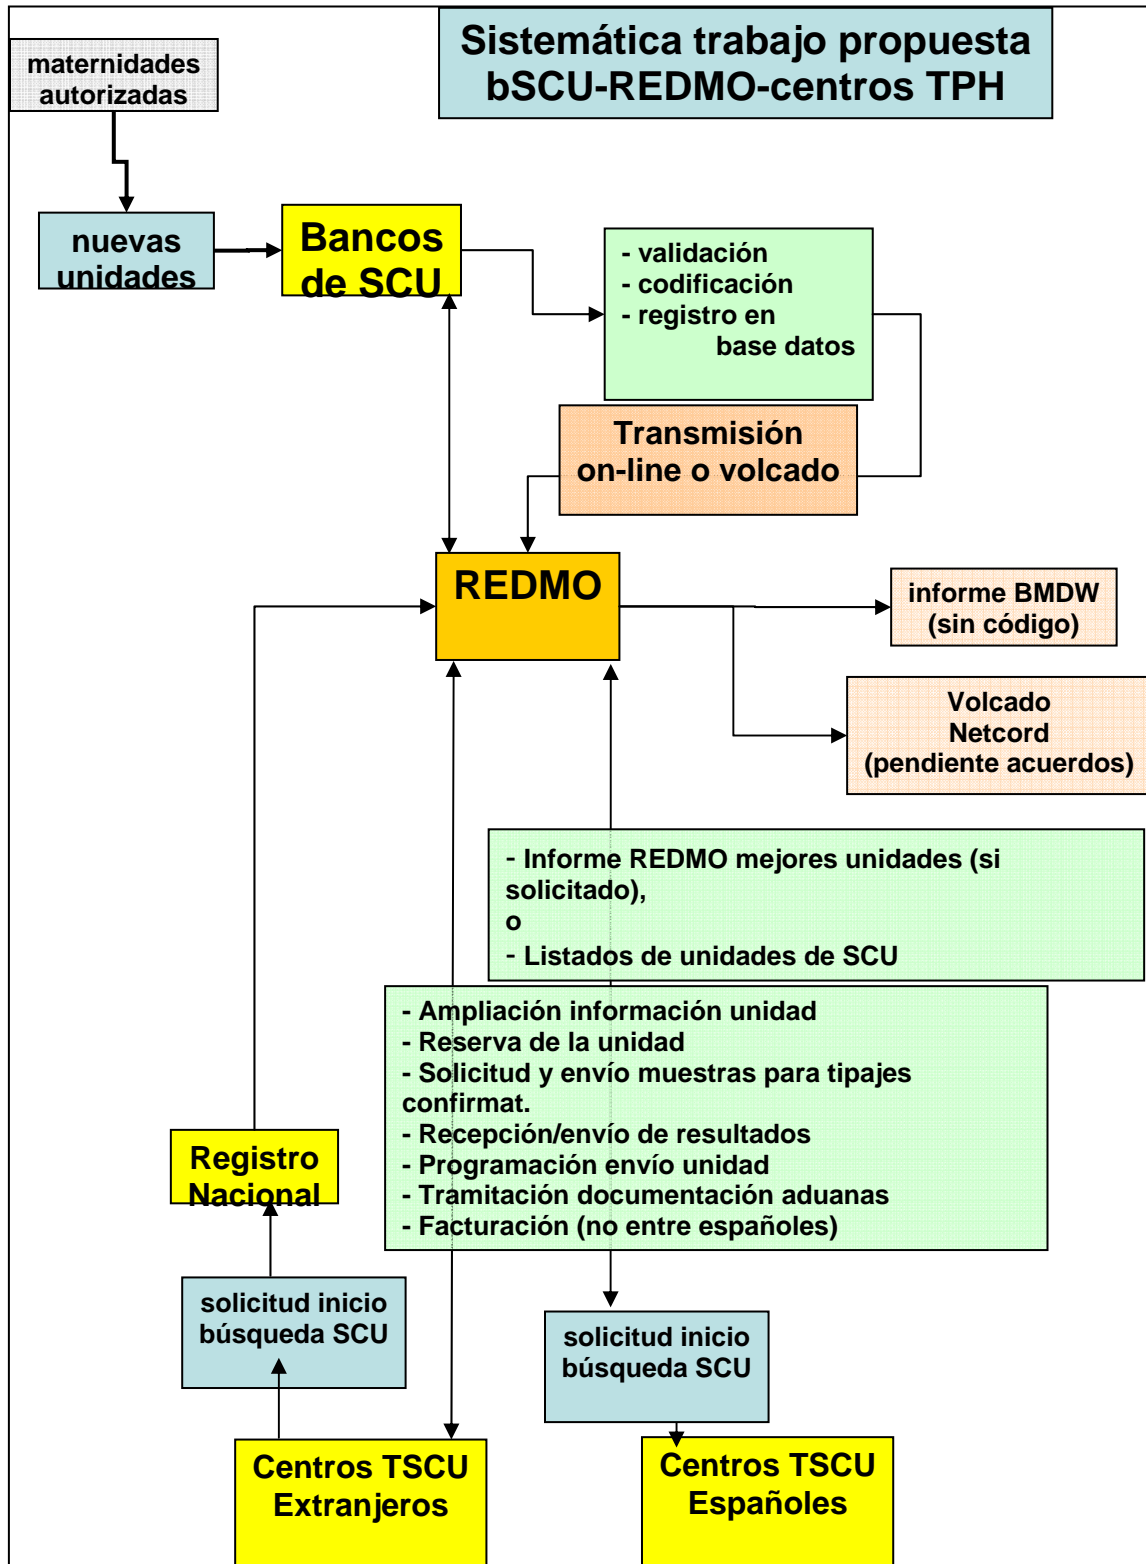 Sistemática trabajo propuesta
bSCU-REDMO-centros TPH
maternidades
autorizadas
nuevas
unidades
Bancos
de SCU
- validación
- codificación
- registro en
base datos
Transmisión
on-line o volcado
REDMO
informe BMDW
(sin código)
Volcado
Netcord
(pendiente acuerdos)
- Informe REDMO mejores unidades (si
solicitado),
o
- Listados de unidades de SCU
- Ampliación información unidad
- Reserva de la unidad
- Solicitud y envío muestras para tipajes
confirmat.
- Recepción/envío de resultados
- Programación envío unidad
- Tramitación documentación aduanas
- Facturación (no entre españoles)
Registro
Nacional
solicitud inicio
búsqueda SCU
solicitud inicio
búsqueda SCU
Centros TSCU
Extranjeros
Centros TSCU
Españoles